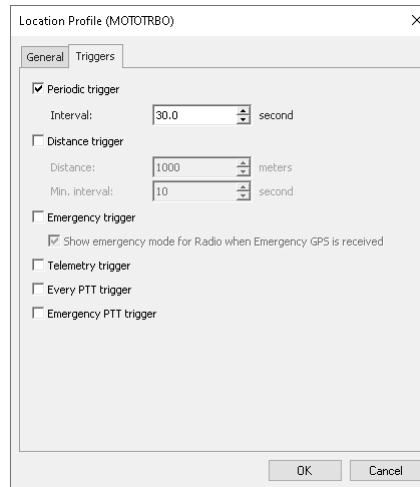 Location Profile (MOTOTRBO)
General Triggers
Periodic trigger
Interval: 30.0 second
Distance trigger
Distance: 1000 meters
Min. interval: 10 second
Emergency trigger
Show emergency mode for Radio when Emergency GPS is received
Telemetry trigger
Every PTT trigger
Emergency PTT trigger
OK Cancel